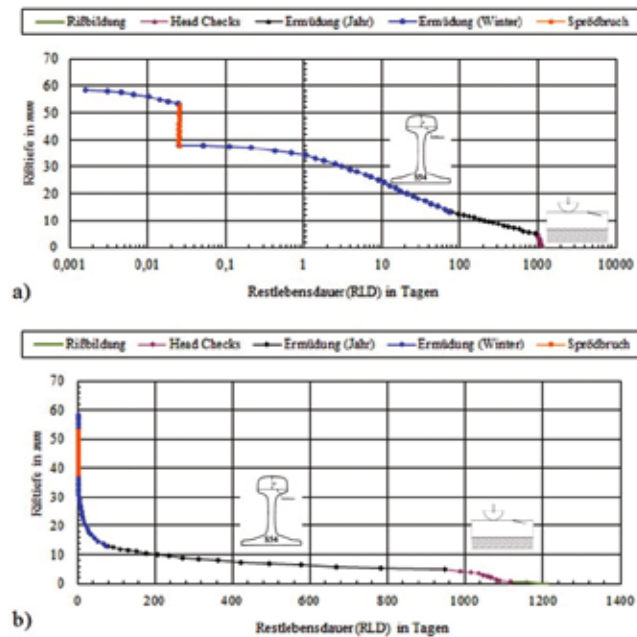 Rißbildung Head Checks Ermüdung (Jahr) Ermüdung (Winter) Sprödbruch
70
60
50
40
30
20
10
0
Rißtiefe in mm
S54
0,001 0,01 0,1 1 10 100 1000 10000
Restlebensdauer(RLD) in Tagen
a)
Rißbildung Head Checks Ermüdung (Jahr) Ermüdung (Winter) Sprödbruch
70
60
50
40
30
20
10
0
Rißtiefe in mm
S54
0 200 400 600 800 1000 1200 1400
Restlebensdauer(RLD) in Tagen
b)